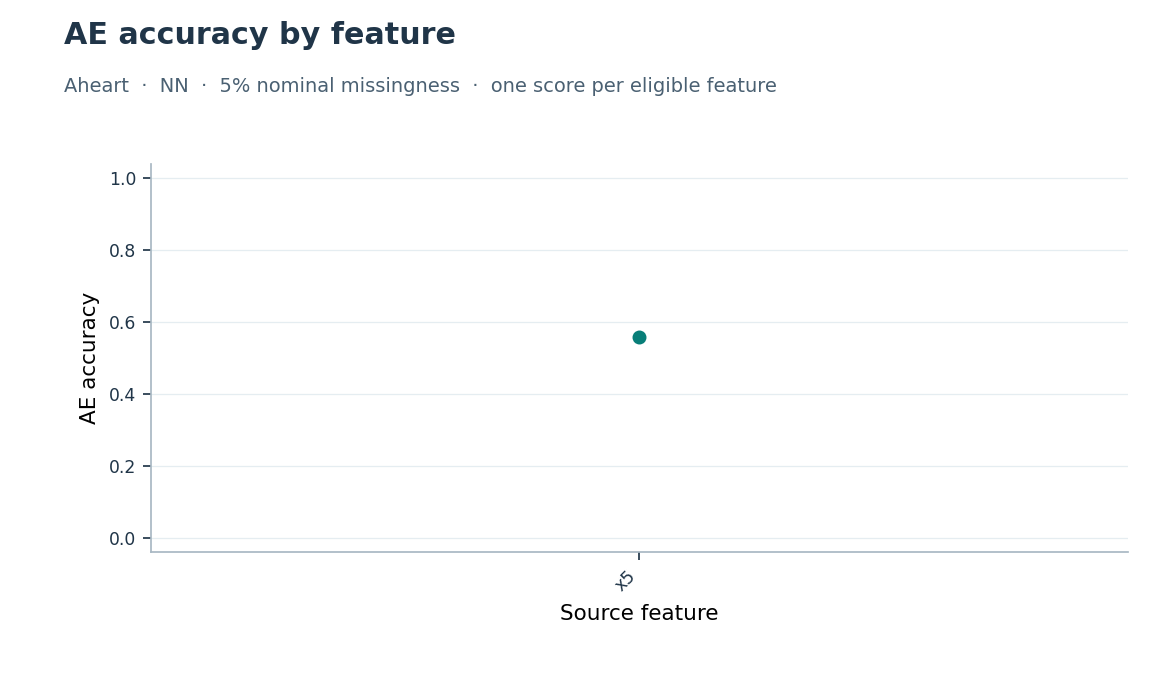 AE accuracy by feature
Aheart · NN · 5% nominal missingness · one score per eligible feature
1.0
0.8
0.6
0.4
0.2
0.0
AE accuracy
x5
Source feature